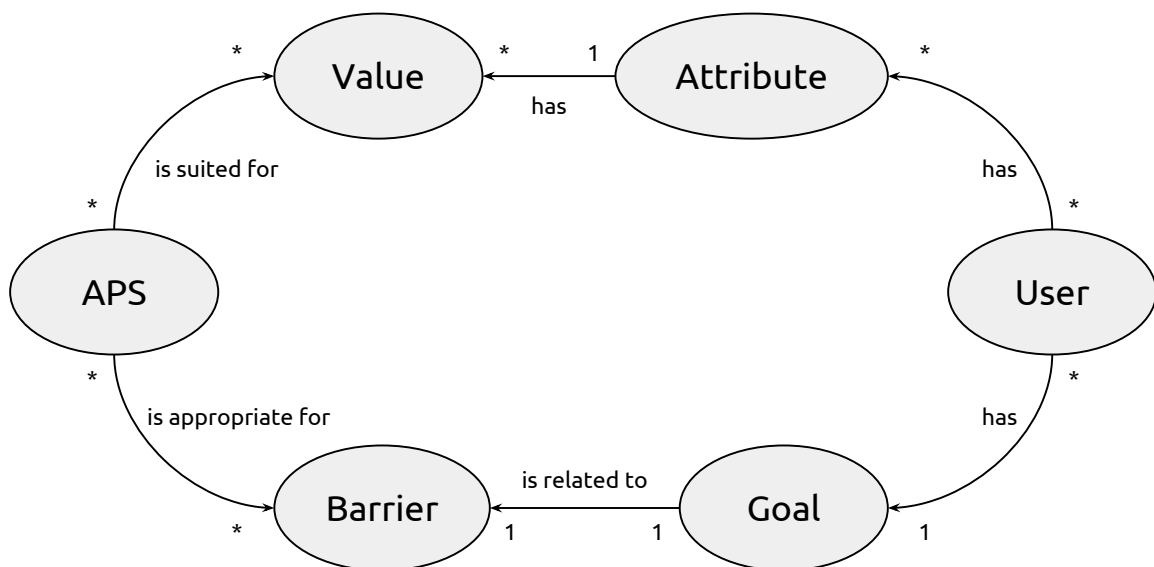 * Value * 1 Attribute *
has
is suited for
has
* *
APS User
* *
is appropriate for
has
is related to
* Barrier 1 1 Goal 1